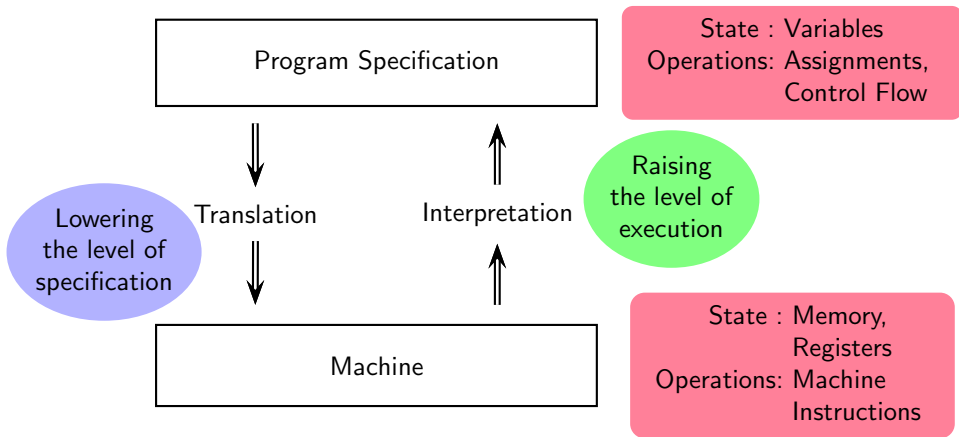 Program Specification
State : Variables
Operations: Assignments,
Control Flow
Lowering
the level of
specification
Translation
Interpretation
Raising
the level of
execution
Machine
State : Memory,
Registers
Operations: Machine
Instructions